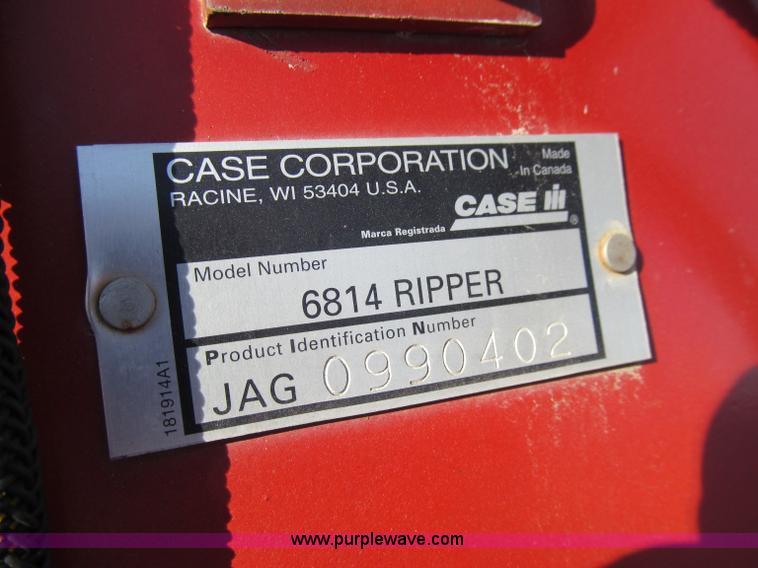 CASE CORPORATION
Made
In Canada
RACINE, WI 53404 U.S.A.
CASE IH ®
Marca Registrada
Model Number
6814 RIPPER
Product Identification Number
JAG 0990402
181914A1
www.purplewave.com